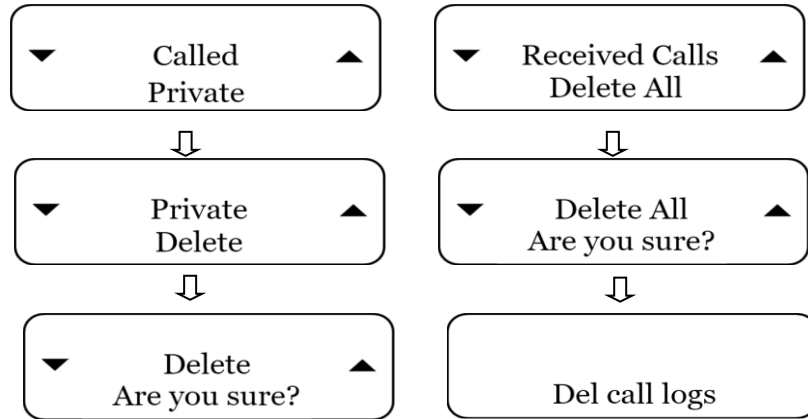 Called
Private
Private
Delete
Delete
Are you sure?
Received Calls
Delete All
Delete All
Are you sure?
Del call logs